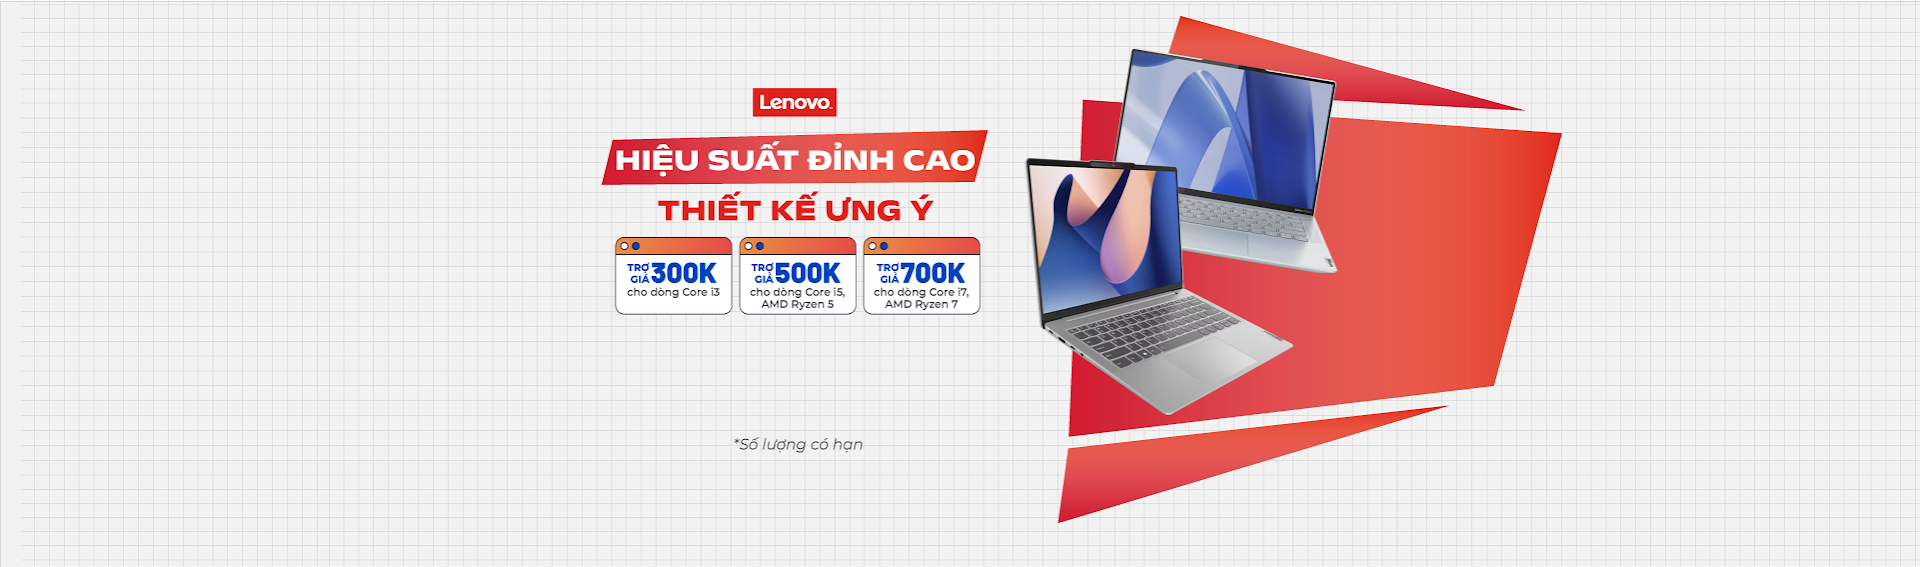 Lenovo
HIỆU SUẤT ĐỈNH CAO
THIẾT KẾ ƯNG Ý
TRỢ GIÁ 300K
cho dòng Core i3
TRỢ GIÁ 500K
cho dòng Core i5,
AMD Ryzen 5
TRỢ GIÁ 700K
cho dòng Core i7,
AMD Ryzen 7
*Số lượng có hạn